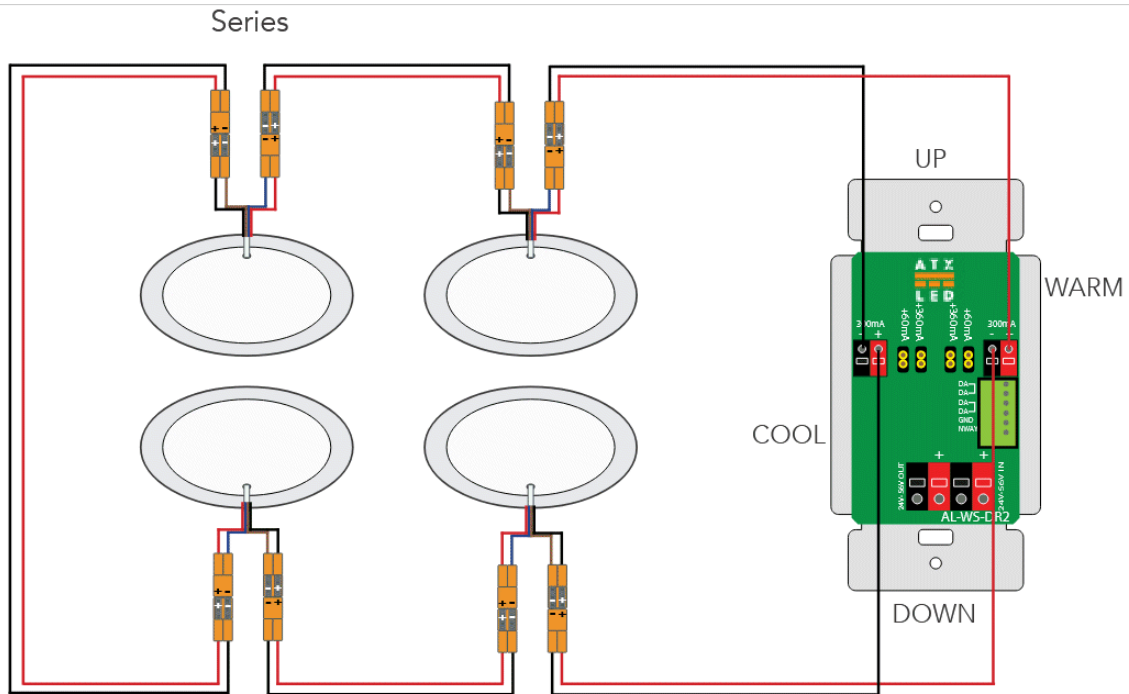 Series
UP
ATX
LED
WARM
+60mA
+360mA
+360mA
+60mA
300mA
- +
300mA
- +
DA
DA
DA
DA
GND
NWAY
COOL
+ +
24V-56V OUT
24V-56V IN
AL-WS-DR2
DOWN